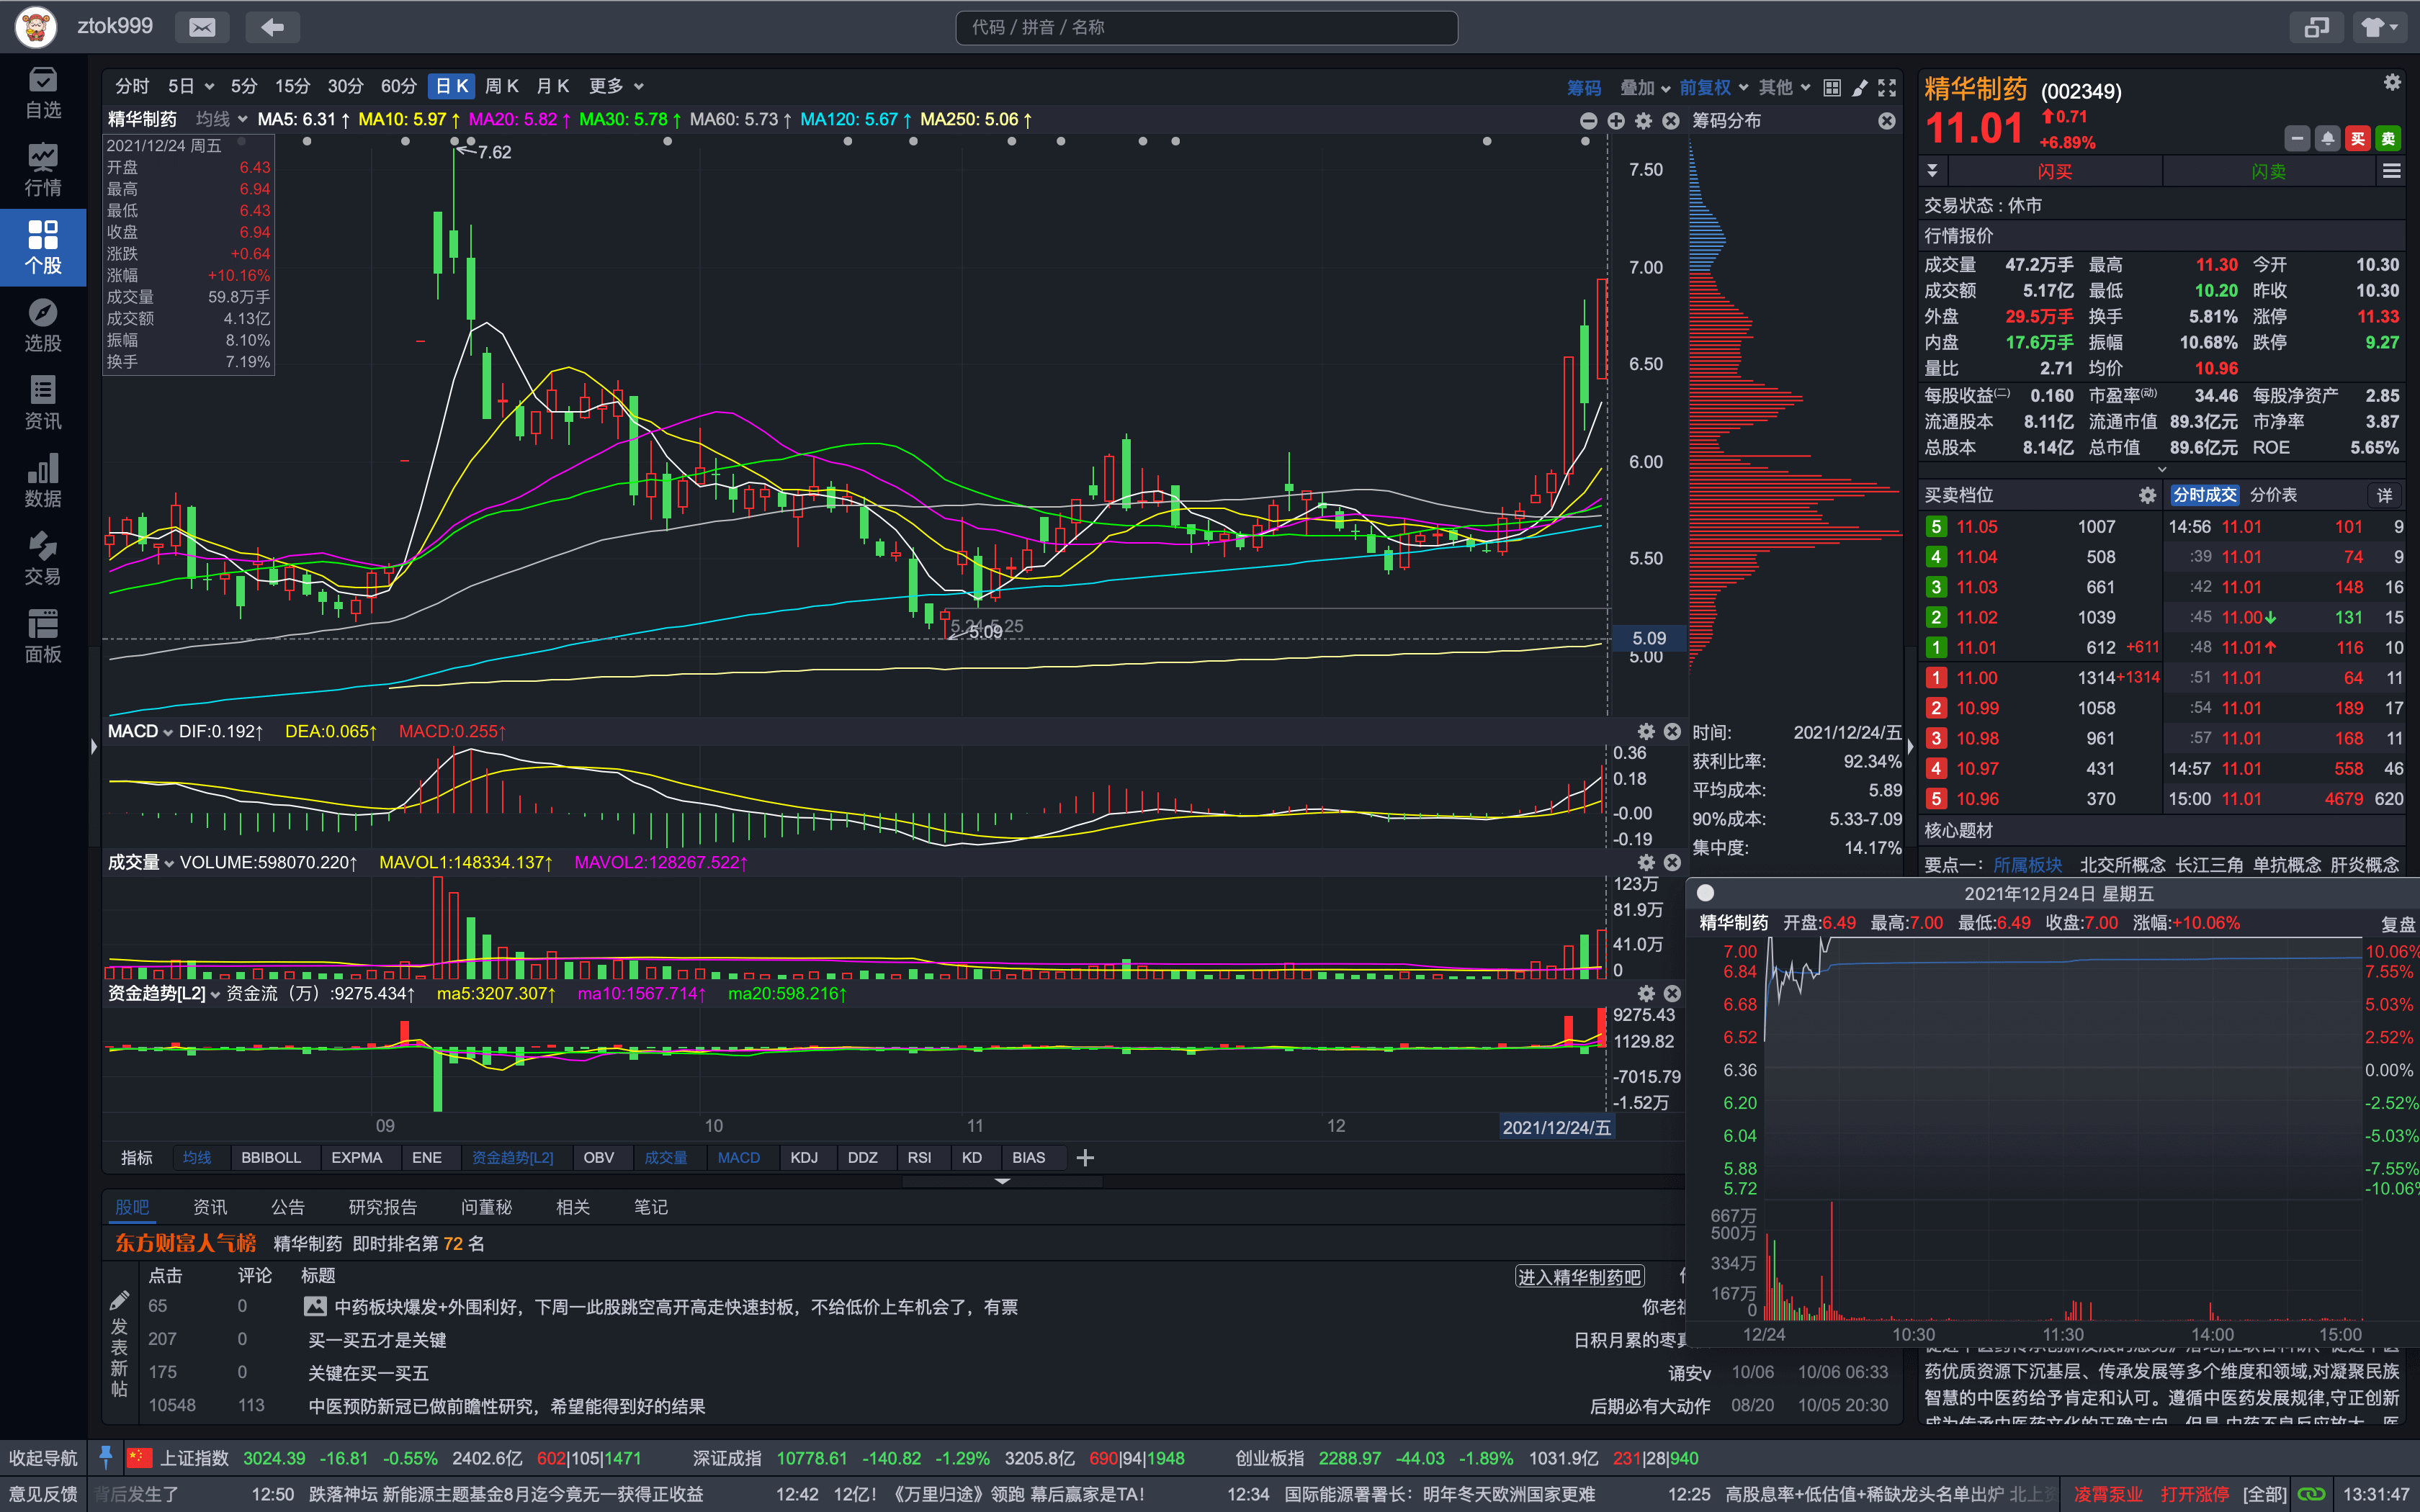 ztok999
代码 / 拼音 / 名称
自选
行情
个股
选股
资讯
数据
交易
面板
分时 5日 5分 15分 30分 60分 日K 周K 月K 更多 筹码 叠加 前复权 其他
精华制药 均线 MA5: 6.31↑ MA10: 5.97↑ MA20: 5.82↑ MA30: 5.78↑ MA60: 5.73↑ MA120: 5.67↑ MA250: 5.06↑ 筹码分布
2021/12/24 周五
开盘 6.43
最高 6.94
最低 6.43
收盘 6.94
涨跌 +0.64
涨幅 +10.16%
成交量 59.8万手
成交额 4.13亿
振幅 8.10%
换手 7.19%
7.62
5.24-5.25
5.09
7.50
7.00
6.50
6.00
5.50
5.09
5.00
MACD DIF:0.192↑ DEA:0.065↑ MACD:0.255↑
0.36
0.18
-0.00
-0.19
成交量 VOLUME:598070.220↑ MAVOL1:148334.137↑ MAVOL2:128267.522↑
123万
81.9万
41.0万
0
资金趋势[L2] 资金流（万）:9275.434↑ ma5:3207.307↑ ma10:1567.714↑ ma20:598.216↑
9275.43
1129.82
-7015.79
-1.52万
09 10 11 12 2021/12/24/五
时间: 2021/12/24/五
获利比率: 92.34%
平均成本: 5.89
90%成本: 5.33-7.09
集中度: 14.17%
指标 均线 BBIBOLL EXPMA ENE 资金趋势[L2] OBV 成交量 MACD KDJ DDZ RSI KD BIAS
股吧 资讯 公告 研究报告 问董秘 相关 笔记
东方财富人气榜 精华制药 即时排名第 72 名
点击 评论 标题 进入精华制药吧
发表新帖
65 0 中药板块爆发+外围利好，下周一此股跳空高开高走快速封板，不给低价上车机会了，有票 你老祖
207 0 买一买五才是关键 日积月累的枣真
175 0 关键在买一买五 诵安v 10/06 10/06 06:33
10548 113 中医预防新冠已做前瞻性研究，希望能得到好的结果 后期必有大动作 08/20 10/05 20:30
精华制药 (002349)
11.01 0.71
+6.89%
买 卖
闪买 闪卖
交易状态 : 休市
行情报价
成交量 47.2万手 最高 11.30 今开 10.30
成交额 5.17亿 最低 10.20 昨收 10.30
外盘 29.5万手 换手 5.81% 涨停 11.33
内盘 17.6万手 振幅 10.68% 跌停 9.27
量比 2.71 均价 10.96
每股收益(二) 0.160 市盈率(动) 34.46 每股净资产 2.85
流通股本 8.11亿 流通市值 89.3亿元 市净率 3.87
总股本 8.14亿 总市值 89.6亿元 ROE 5.65%
买卖档位 分时成交 分价表 详
5 11.05 1007 14:56 11.01 101 9
4 11.04 508 :39 11.01 74 9
3 11.03 661 :42 11.01 148 16
2 11.02 1039 :45 11.00↓ 131 15
1 11.01 612 +611 :48 11.01↑ 116 10
1 11.00 1314 +1314 :51 11.01 64 11
2 10.99 1058 :54 11.01 189 17
3 10.98 961 :57 11.01 168 11
4 10.97 431 14:57 11.01 558 46
5 10.96 370 15:00 11.01 4679 620
核心题材
要点一： 所属板块 北交所概念 长江三角 单抗概念 肝炎概念
2021年12月24日 星期五
精华制药 开盘:6.49 最高:7.00 最低:6.49 收盘:7.00 涨幅:+10.06% 复盘
7.00 10.06%
6.84 7.55%
6.68 5.03%
6.52 2.52%
6.36 0.00%
6.20 -2.52%
6.04 -5.03%
5.88 -7.55%
5.72 -10.06%
667万
500万
334万
167万
0
12/24 10:30 11:30 14:00 15:00
药优质资源下沉基层、传承发展等多个维度和领域,对凝聚民族
智慧的中医药给予肯定和认可。遵循中医药发展规律,守正创新
收起导航 上证指数 3024.39 -16.81 -0.55% 2402.6亿 602|105|1471 深证成指 10778.61 -140.82 -1.29% 3205.8亿 690|94|1948 创业板指 2288.97 -44.03 -1.89% 1031.9亿 231|28|940
意见反馈 背后发生了 12:50 跌落神坛 新能源主题基金8月迄今竟无一获得正收益 12:42 12亿！《万里归途》领跑 幕后赢家是TA！ 12:34 国际能源署署长：明年冬天欧洲国家更难 12:25 高股息率+低估值+稀缺龙头名单出炉 北上资 凌霄泵业 打开涨停 [全部] 13:31:47